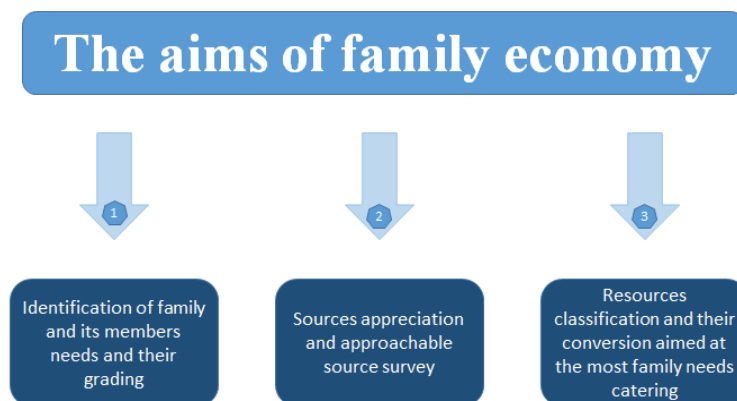 The aims of family economy
1
2
3
Identification of family
and its members
needs and their
grading
Sources appreciation
and approachable
source survey
Resources
classification and their
conversion aimed at
the most family needs
catering